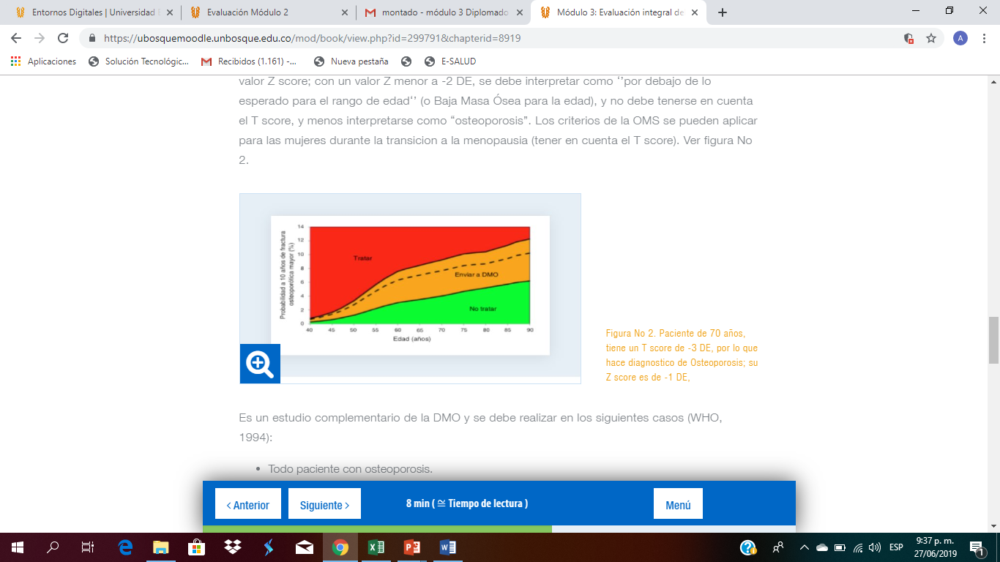 Entornos Digitales | Universidad E
Evaluación Módulo 2
montado - módulo 3 Diplomado
Módulo 3: Evaluación integral de
https://ubosquemoodle.unbosque.edu.co/mod/book/view.php?id=299791&chapterid=8919
A
Aplicaciones
Solución Tecnológic...
Recibidos (1.161) -...
Nueva pestaña
E-SALUD
valor Z score; con un valor Z menor a -2 DE, se debe interpretar como ‘’por debajo de lo
esperado para el rango de edad‘’ (o Baja Masa Ósea para la edad), y no debe tenerse en cuenta
el T score, y menos interpretarse como “osteoporosis”. Los criterios de la OMS se pueden aplicar
para las mujeres durante la transicion a la menopausia (tener en cuenta el T score). Ver figura No
2.
Probabilidad a 10 años de fractura
osteoporótica mayor (%)
14
12
10
8
6
4
2
0
Tratar
Enviar a DMO
No tratar
40 45 50 55 60 65 70 75 80 85 90
Edad (años)
Figura No 2. Paciente de 70 años,
tiene un T score de -3 DE, por lo que
hace diagnostico de Osteoporosis; su
Z score es de -1 DE,
Es un estudio complementario de la DMO y se debe realizar en los siguientes casos (WHO,
1994):
• Todo paciente con osteoporosis.
< Anterior
Siguiente >
8 min ( ≅ Tiempo de lectura )
Menú
ESP
9:37 p. m.
27/06/2019
1